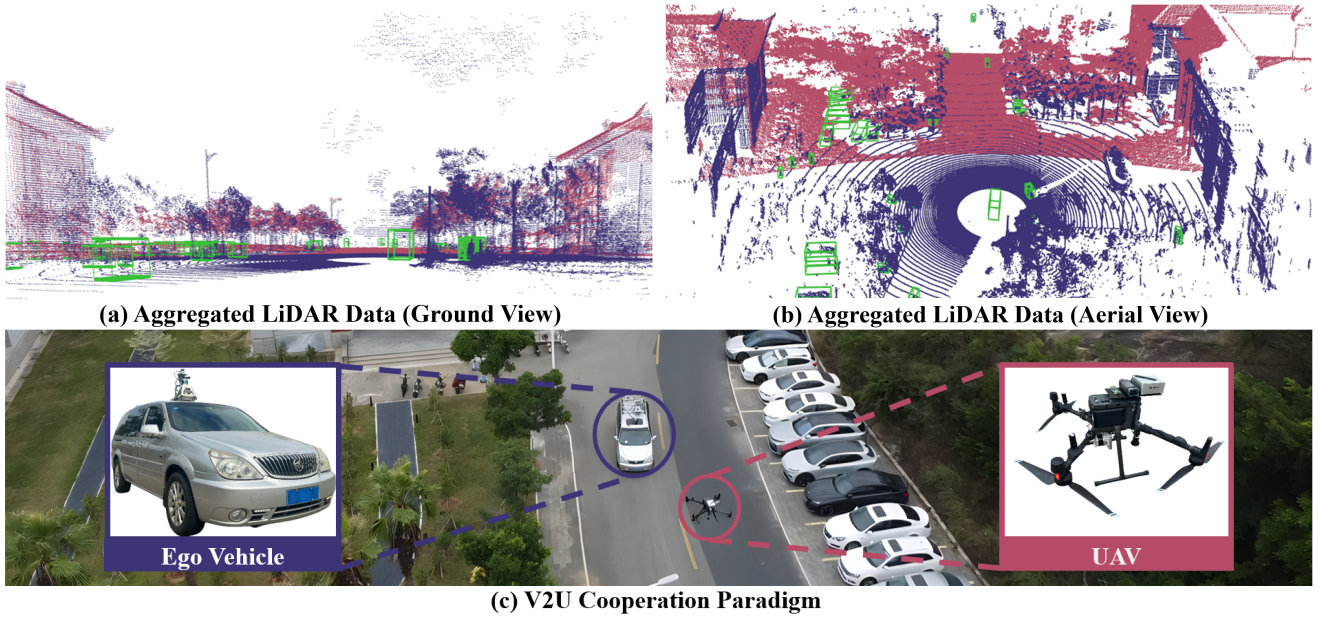 (a) Aggregated LiDAR Data (Ground View)
(b) Aggregated LiDAR Data (Aerial View)
Ego Vehicle
UAV
(c) V2U Cooperation Paradigm